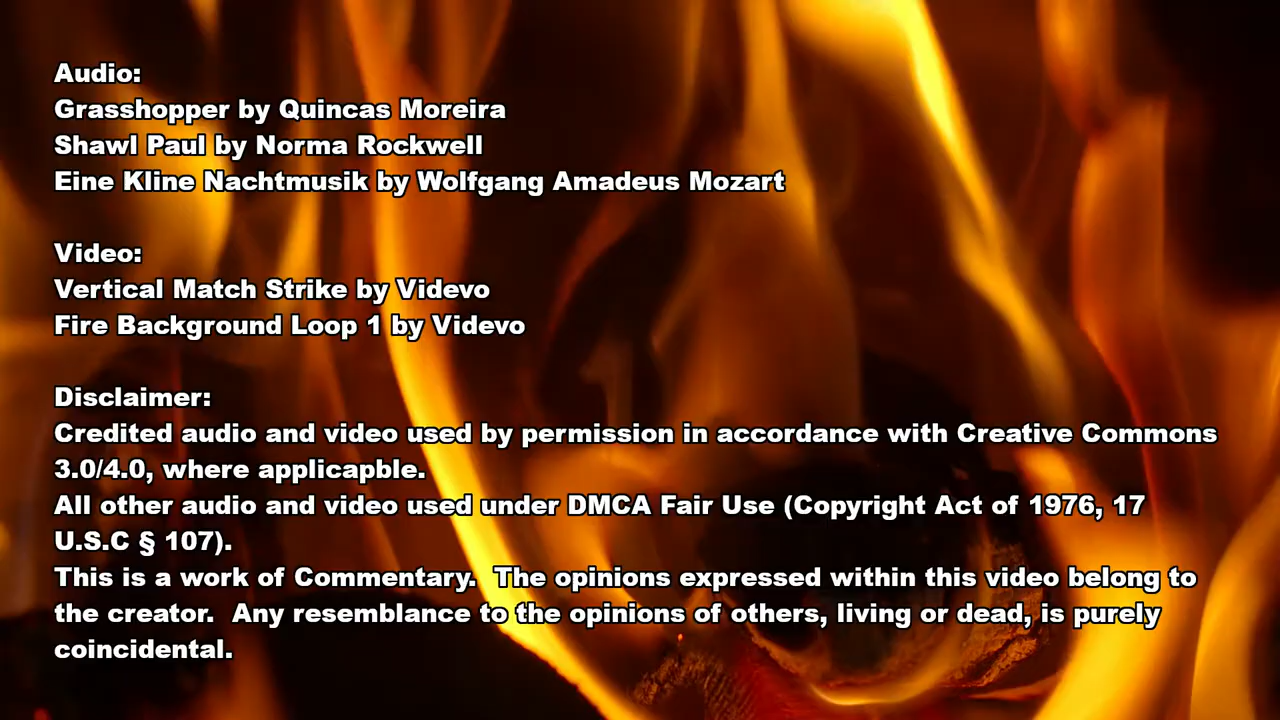 Audio:
Grasshopper by Quincas Moreira
Shawl Paul by Norma Rockwell
Eine Kline Nachtmusik by Wolfgang Amadeus Mozart
Video:
Vertical Match Strike by Videvo
Fire Background Loop 1 by Videvo
Disclaimer:
Credited audio and video used by permission in accordance with Creative Commons
3.0/4.0, where applicapble.
All other audio and video used under DMCA Fair Use (Copyright Act of 1976, 17
U.S.C § 107).
This is a work of Commentary.  The opinions expressed within this video belong to
the creator.  Any resemblance to the opinions of others, living or dead, is purely
coincidental.